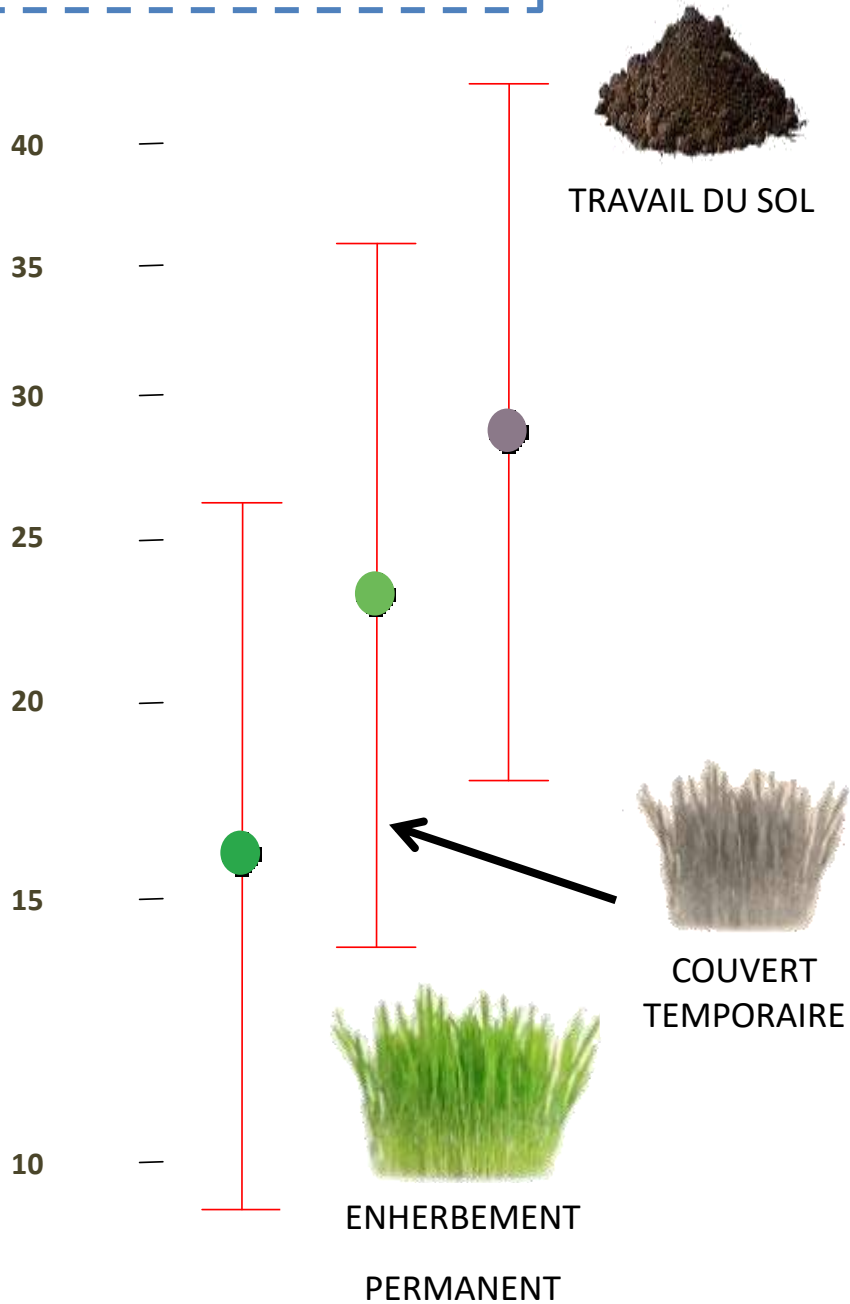 40
TRAVAIL DU SOL
35
30
25
20
15
COUVERT
TEMPORAIRE
10
ENHERBEMENT
PERMANENT